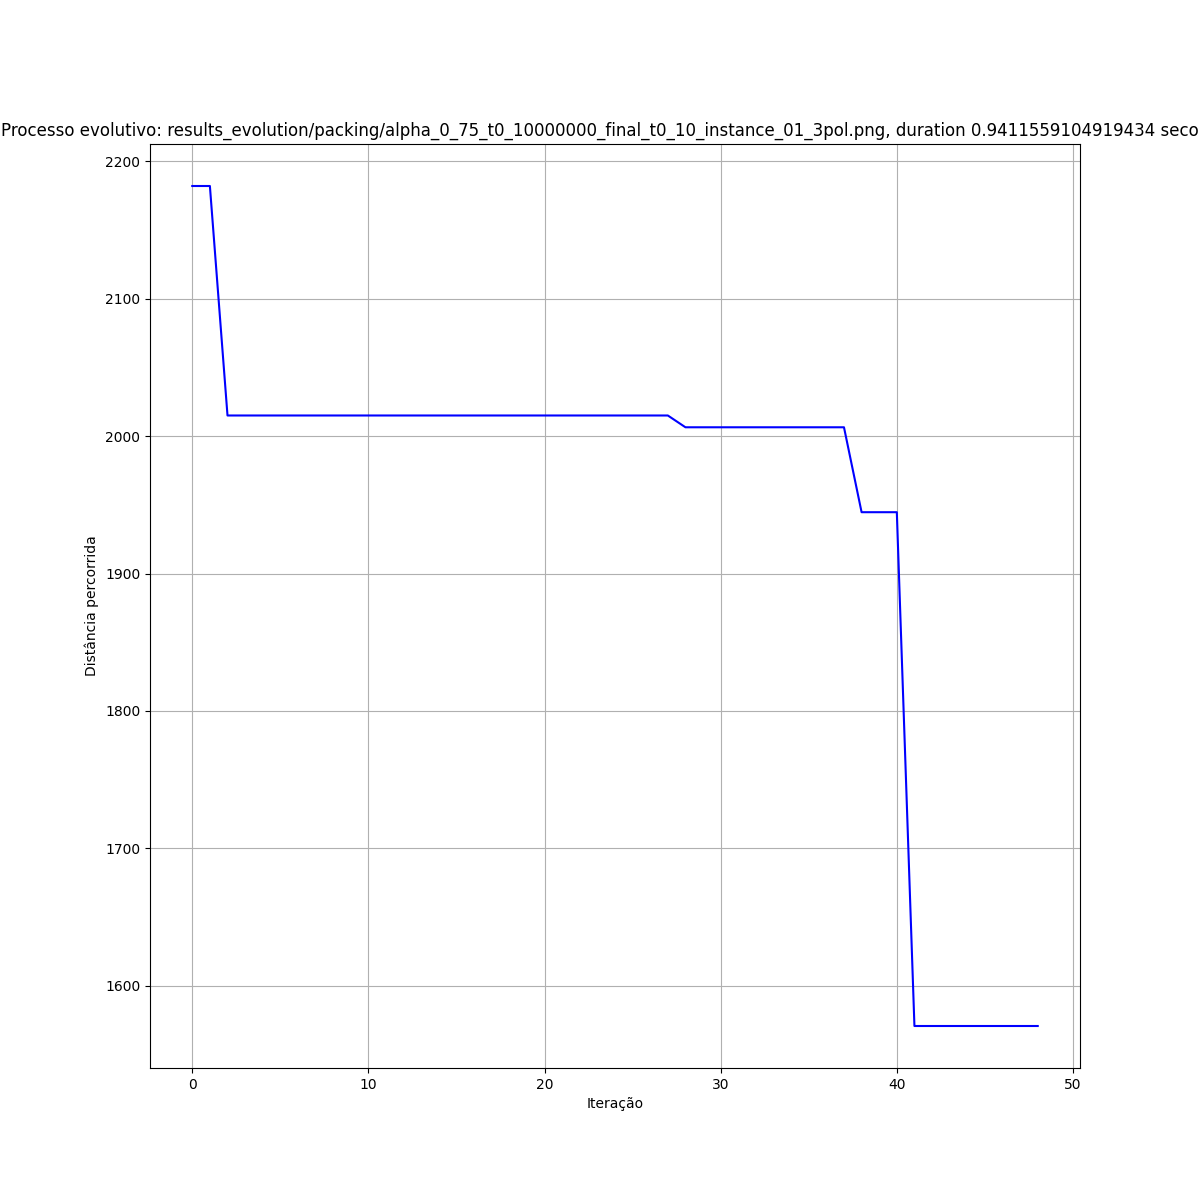 Processo evolutivo: results_evolution/packing/alpha_0_75_t0_10000000_final_t0_10_instance_01_3pol.png, duration 0.9411559104919434 seco
2200
2100
2000
1900
1800
1700
1600
Distância percorrida
0 10 20 30 40 50
Iteração